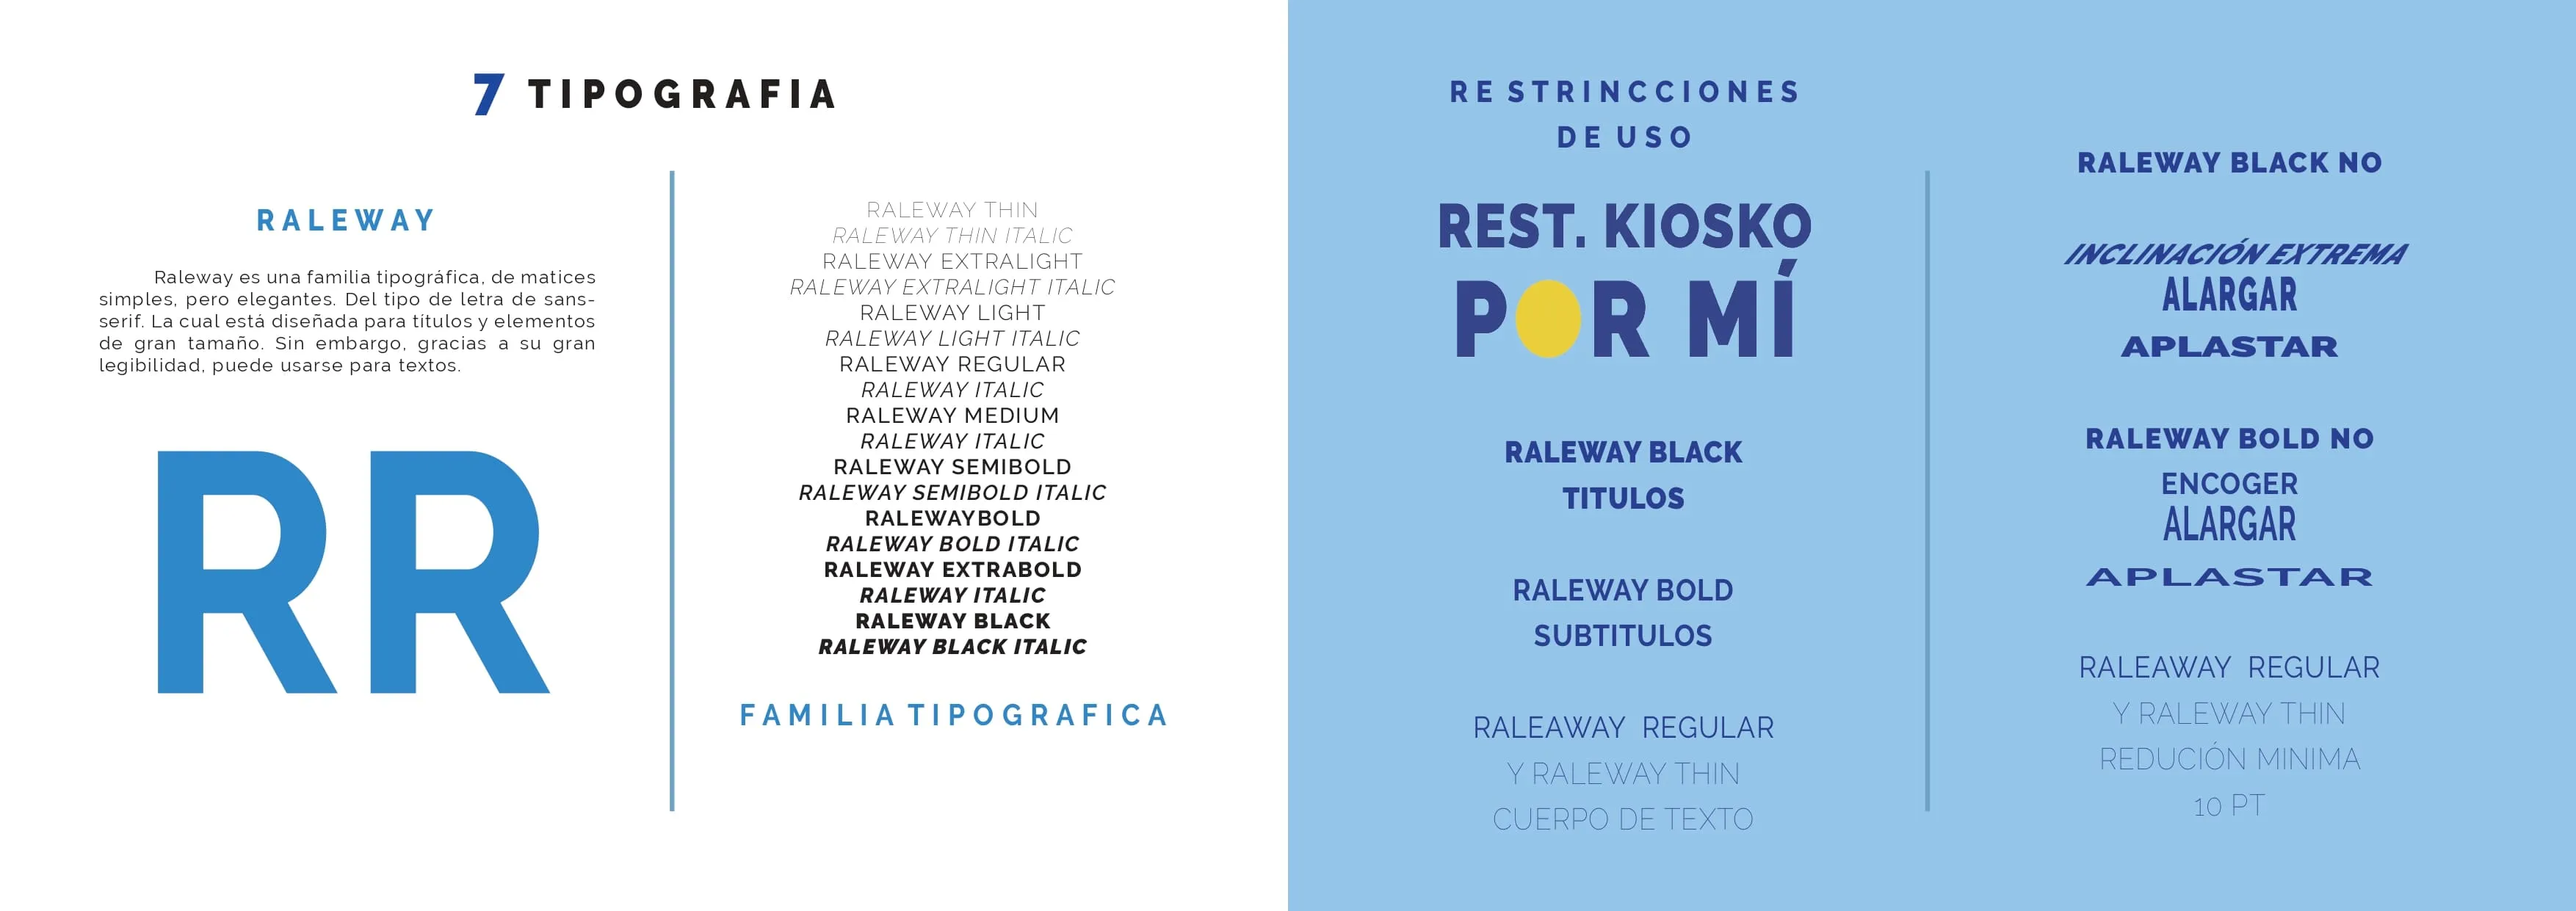 7 TIPOGRAFIA
RALEWAY
Raleway es una familia tipográfica, de matices
simples, pero elegantes. Del tipo de letra de sans-
serif. La cual está diseñada para títulos y elementos
de gran tamaño. Sin embargo, gracias a su gran
legibilidad, puede usarse para textos.
RR
RALEWAY THIN
RALEWAY THIN ITALIC
RALEWAY EXTRALIGHT
RALEWAY EXTRALIGHT ITALIC
RALEWAY LIGHT
RALEWAY LIGHT ITALIC
RALEWAY REGULAR
RALEWAY ITALIC
RALEWAY MEDIUM
RALEWAY ITALIC
RALEWAY SEMIBOLD
RALEWAY SEMIBOLD ITALIC
RALEWAYBOLD
RALEWAY BOLD ITALIC
RALEWAY EXTRABOLD
RALEWAY ITALIC
RALEWAY BLACK
RALEWAY BLACK ITALIC
FAMILIA TIPOGRAFICA
RESTRINCCIONES
DE USO
REST. KIOSKO
POR MÍ
RALEWAY BLACK
TITULOS
RALEWAY BOLD
SUBTITULOS
RALEAWAY REGULAR
Y RALEWAY THIN
CUERPO DE TEXTO
RALEWAY BLACK NO
INCLINACIÓN EXTREMA
ALARGAR
APLASTAR
RALEWAY BOLD NO
ENCOGER
ALARGAR
APLASTAR
RALEAWAY REGULAR
Y RALEWAY THIN
REDUCIÓN MINIMA
10 PT